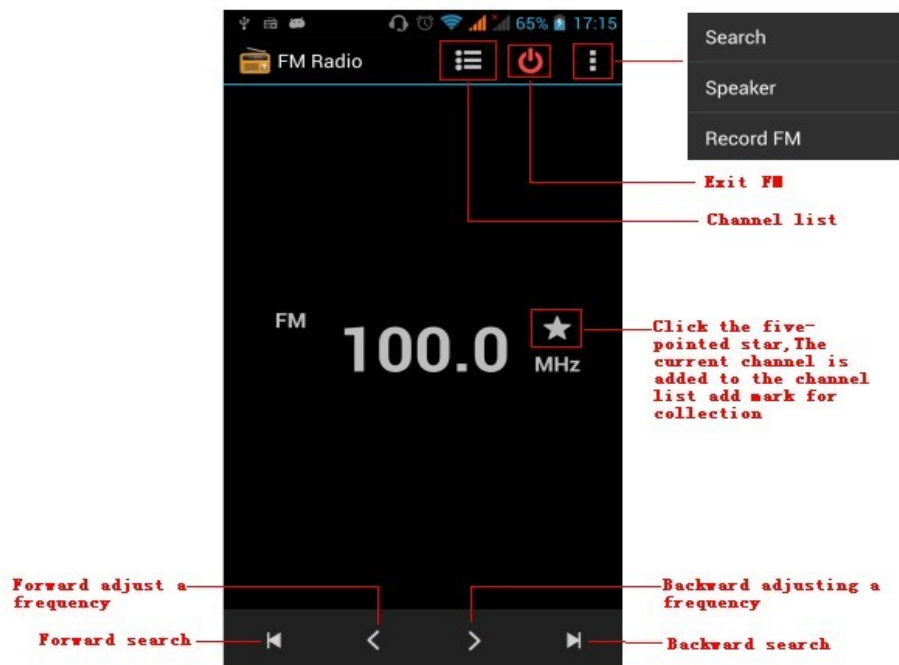 65% 17:15
FM Radio
Search
Speaker
Record FM
Exit FM
Channel list
FM
100.0
MHz
Click the five-
pointed star,The
current channel is
added to the channel
list add mark for
collection
Forward adjust a
frequency
Backward adjusting a
frequency
Forward search
Backward search